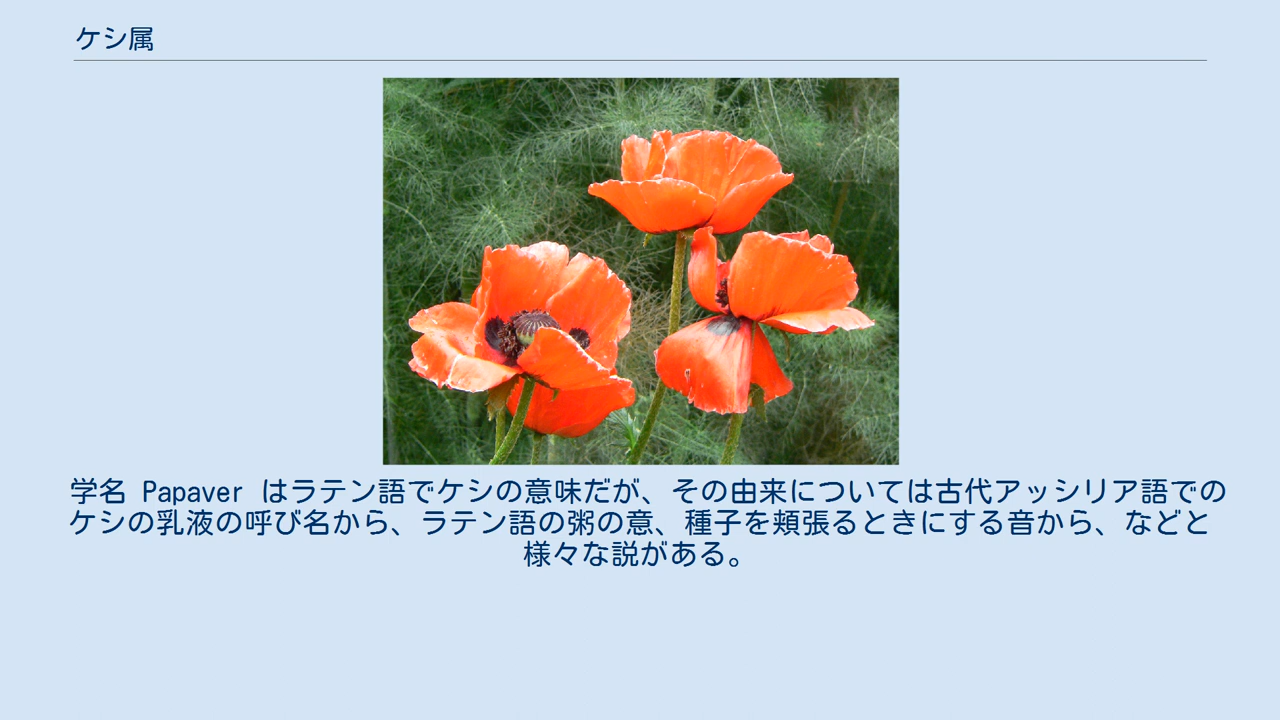 ケシ属
学名 Papaver はラテン語でケシの意味だが、その由来については古代アッシリア語での
ケシの乳液の呼び名から、ラテン語の粥の意、種子を頬張るときにする音から、などと
様々な説がある。